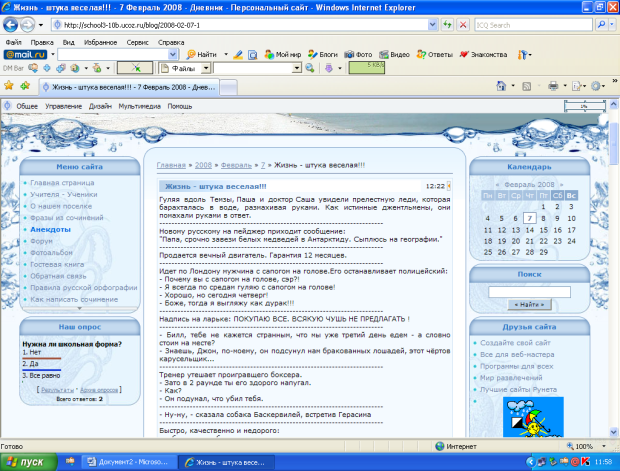 Жизнь - штука веселая!!! - 7 Февраль 2008 - Дневник - Персональный сайт - Windows Internet Explorer
http://school3-10b.ucoz.ru/blog/2008-02-07-1
ICQ Search
Файл Правка Вид Избранное Сервис Справка
@mail.ru Найти Мой мир Блоги Фото Видео Ответы Знакомства
DM Bar Файлы
Жизнь - штука веселая!!! - 7 Февраль 2008 - Днев...
Общее Управление Дизайн Мультимедиа Помощь
1%
Меню сайта
Главная страница
Учителя - Ученики
О нашем поселке
Фразы из сочинений
Анекдоты
Форум
Фотоальбом
Гостевая книга
Обратная связь
Правила русской орфографии
Как написать сочинение
Наш опрос
Нужна ли школьная форма?
1. Нет
2. Да
3. Все равно
[ Результаты · Архив опросов ]
Всего ответов: 2
Главная » 2008 » Февраль » 7 » Жизнь - штука веселая!!!
Жизнь - штука веселая!!! 12:22
Гуляя вдоль Темзы, Паша и доктор Саша увидели прелестную леди, которая
барахталась в воде, размахивая руками. Как истинные джентльмены, они
помахали руками в ответ.
Новому русскому на пейджер приходит сообщение:
"Папа, срочно завези белых медведей в Антарктиду. Сыплюсь на географии."
Продается вечный двигатель. Гарантия 12 месяцев.
Идет по Лондону мужчина с сапогом на голове.Его останавливает полицейский:
- Почему вы с сапогом на голове, сэр?!
- Я всегда по средам гуляю с сапогом на голове!
- Хорошо, но сегодня четверг!
- Боже, тогда я выгляжу как дурак!!!
Надпись на ларьке: ПОКУПАЮ ВСЕ. ВСЯКУЮ ЧУШЬ НЕ ПРЕДЛАГАТЬ !
- Билл, тебе не кажется странным, что мы уже третий день едем - а словно
стоим на месте?
- Знаешь, Джон, по-моему, он подсунул нам бракованных лошадей, этот чёртов
карусельщик...
Тренер утешает проигравшего боксера.
- Зато в 2 раунде ты его здорово напугал.
- Как?
- Он подумал, что убил тебя.
- Ну-ну, - сказала собака Баскервилей, встретив Герасима
Быстро, качественно и недорого:
Календарь
« Февраль 2008 »
Пн Вт Ср Чт Пт Сб Вс
1 2 3
4 5 6 7 8 9 10
11 12 13 14 15 16 17
18 19 20 21 22 23 24
25 26 27 28 29
Поиск
« Найти »
Друзья сайта
Создайте свой сайт
Все для веб-мастера
Программы для всех
Мир развлечений
Лучшие сайты Рунета
Готово Интернет 100%
пуск Документ2 - Microso... Жизнь - штука весе... 11:58